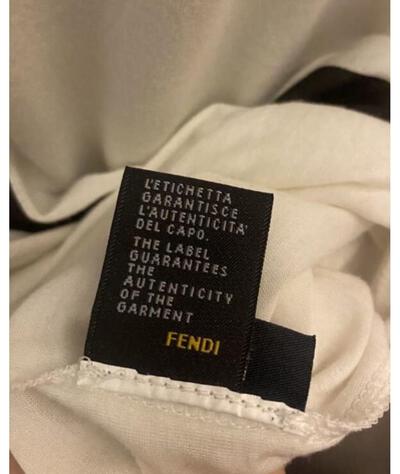 L'ETICHETTA
GARANTISCE
L'AUTENTICITA'
DEL CAPO.
THE LABEL
GUARANTEES
THE
AUTENTICITY
OF THE
GARMENT
FENDI